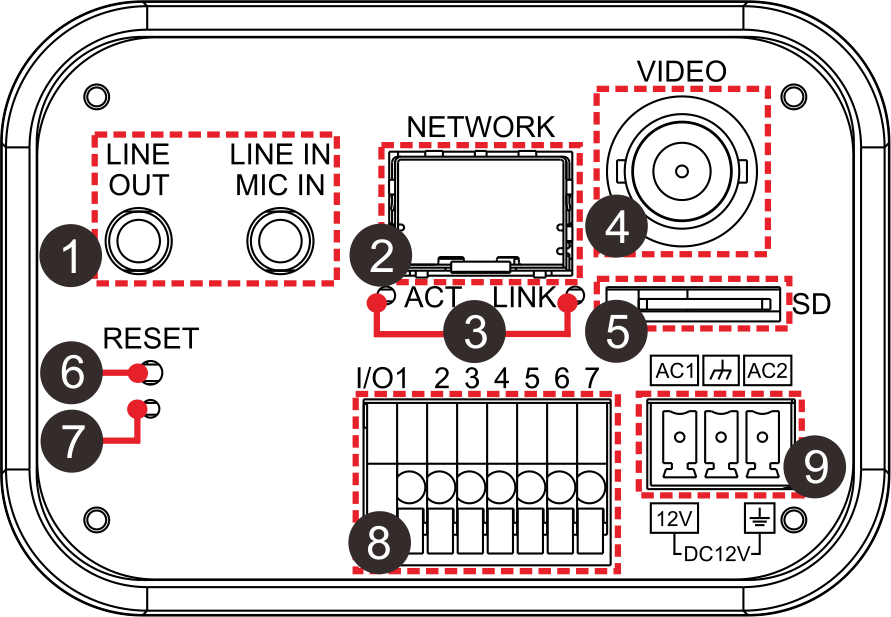 VIDEO
NETWORK
LINE
OUT
LINE IN
MIC IN
1
2
4
ACT
LINK
3
5
SD
RESET
6
7
I/O1 2 3 4 5 6 7
AC1
AC2
8
9
12V
DC12V